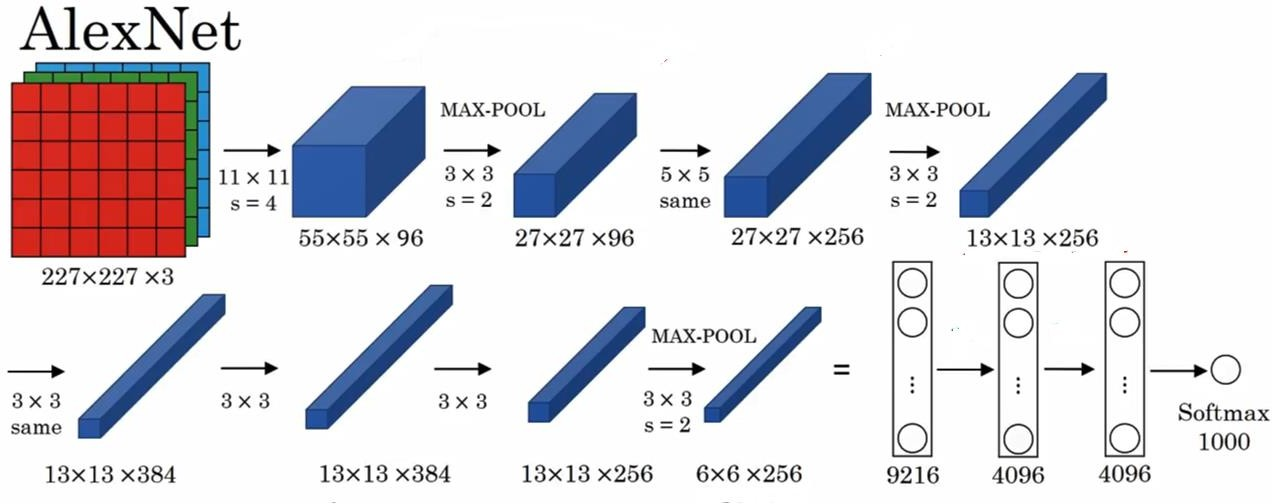 AlexNet
227×227 ×3
11 × 11
s = 4
55×55 × 96
MAX-POOL
3 × 3
s = 2
27×27 ×96
5 × 5
same
27×27 ×256
MAX-POOL
3 × 3
s = 2
13×13 ×256
3 × 3
same
13×13 ×384
3 × 3
13×13 ×384
3 × 3
13×13 ×256
MAX-POOL
3 × 3
s = 2
6×6 ×256
=
9216
4096
4096
Softmax
1000